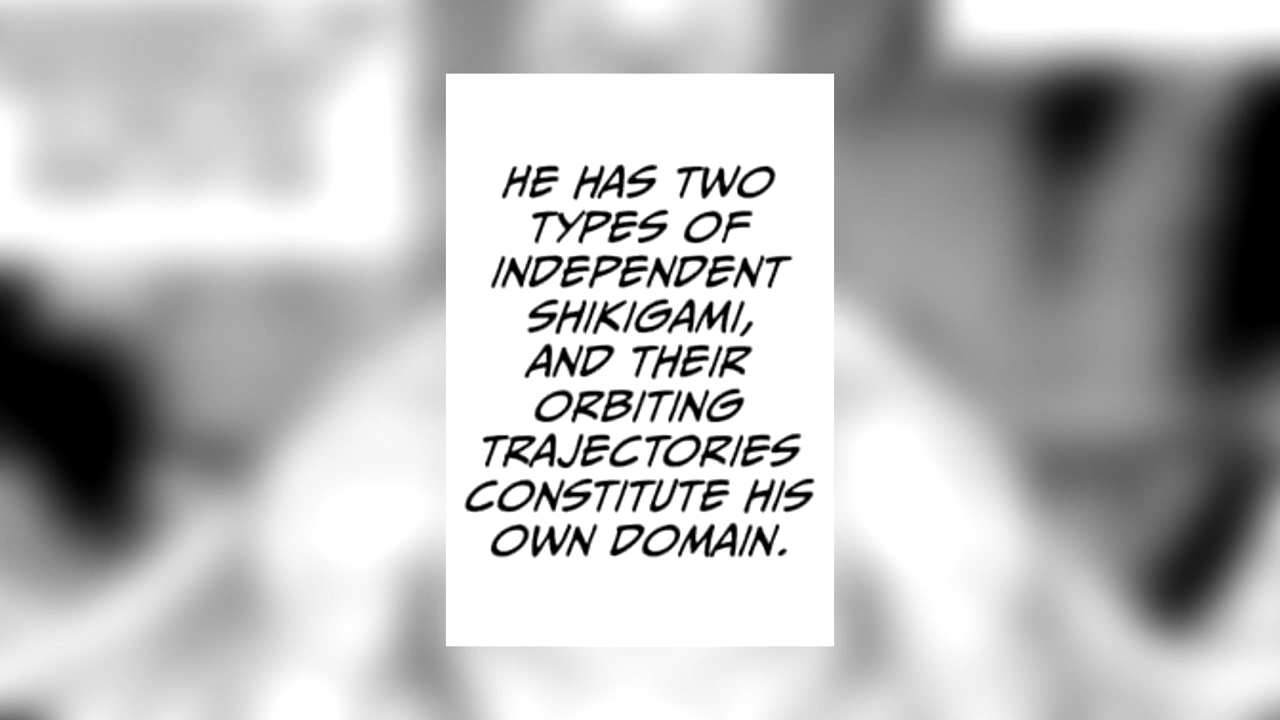 HE HAS TWO
TYPES OF
INDEPENDENT
SHIKIGAMI,
AND THEIR
ORBITING
TRAJECTORIES
CONSTITUTE HIS
OWN DOMAIN.